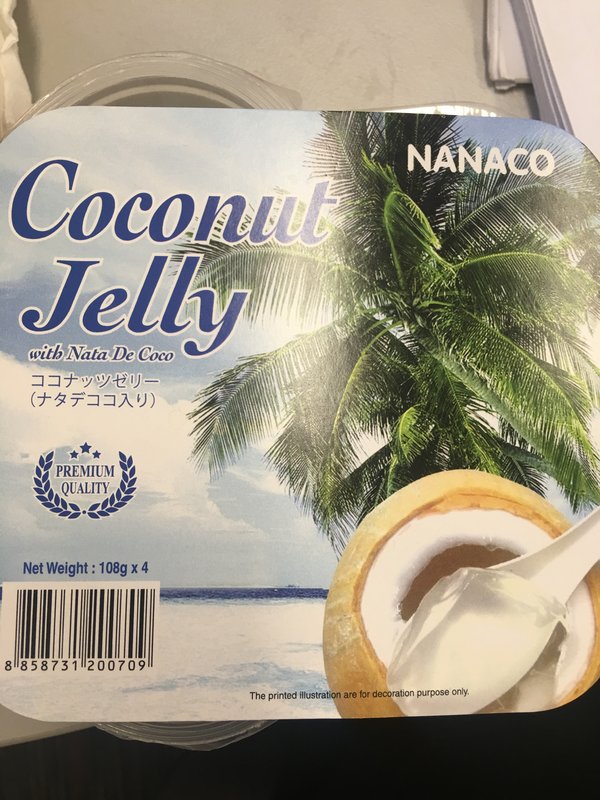 NANACO
Coconut
Jelly
with Nata De Coco
ココナッツゼリー
(ナタデココ入り)
PREMIUM
QUALITY
Net Weight : 108g x 4
8 858731 200709
The printed illustration are for decoration purpose only.